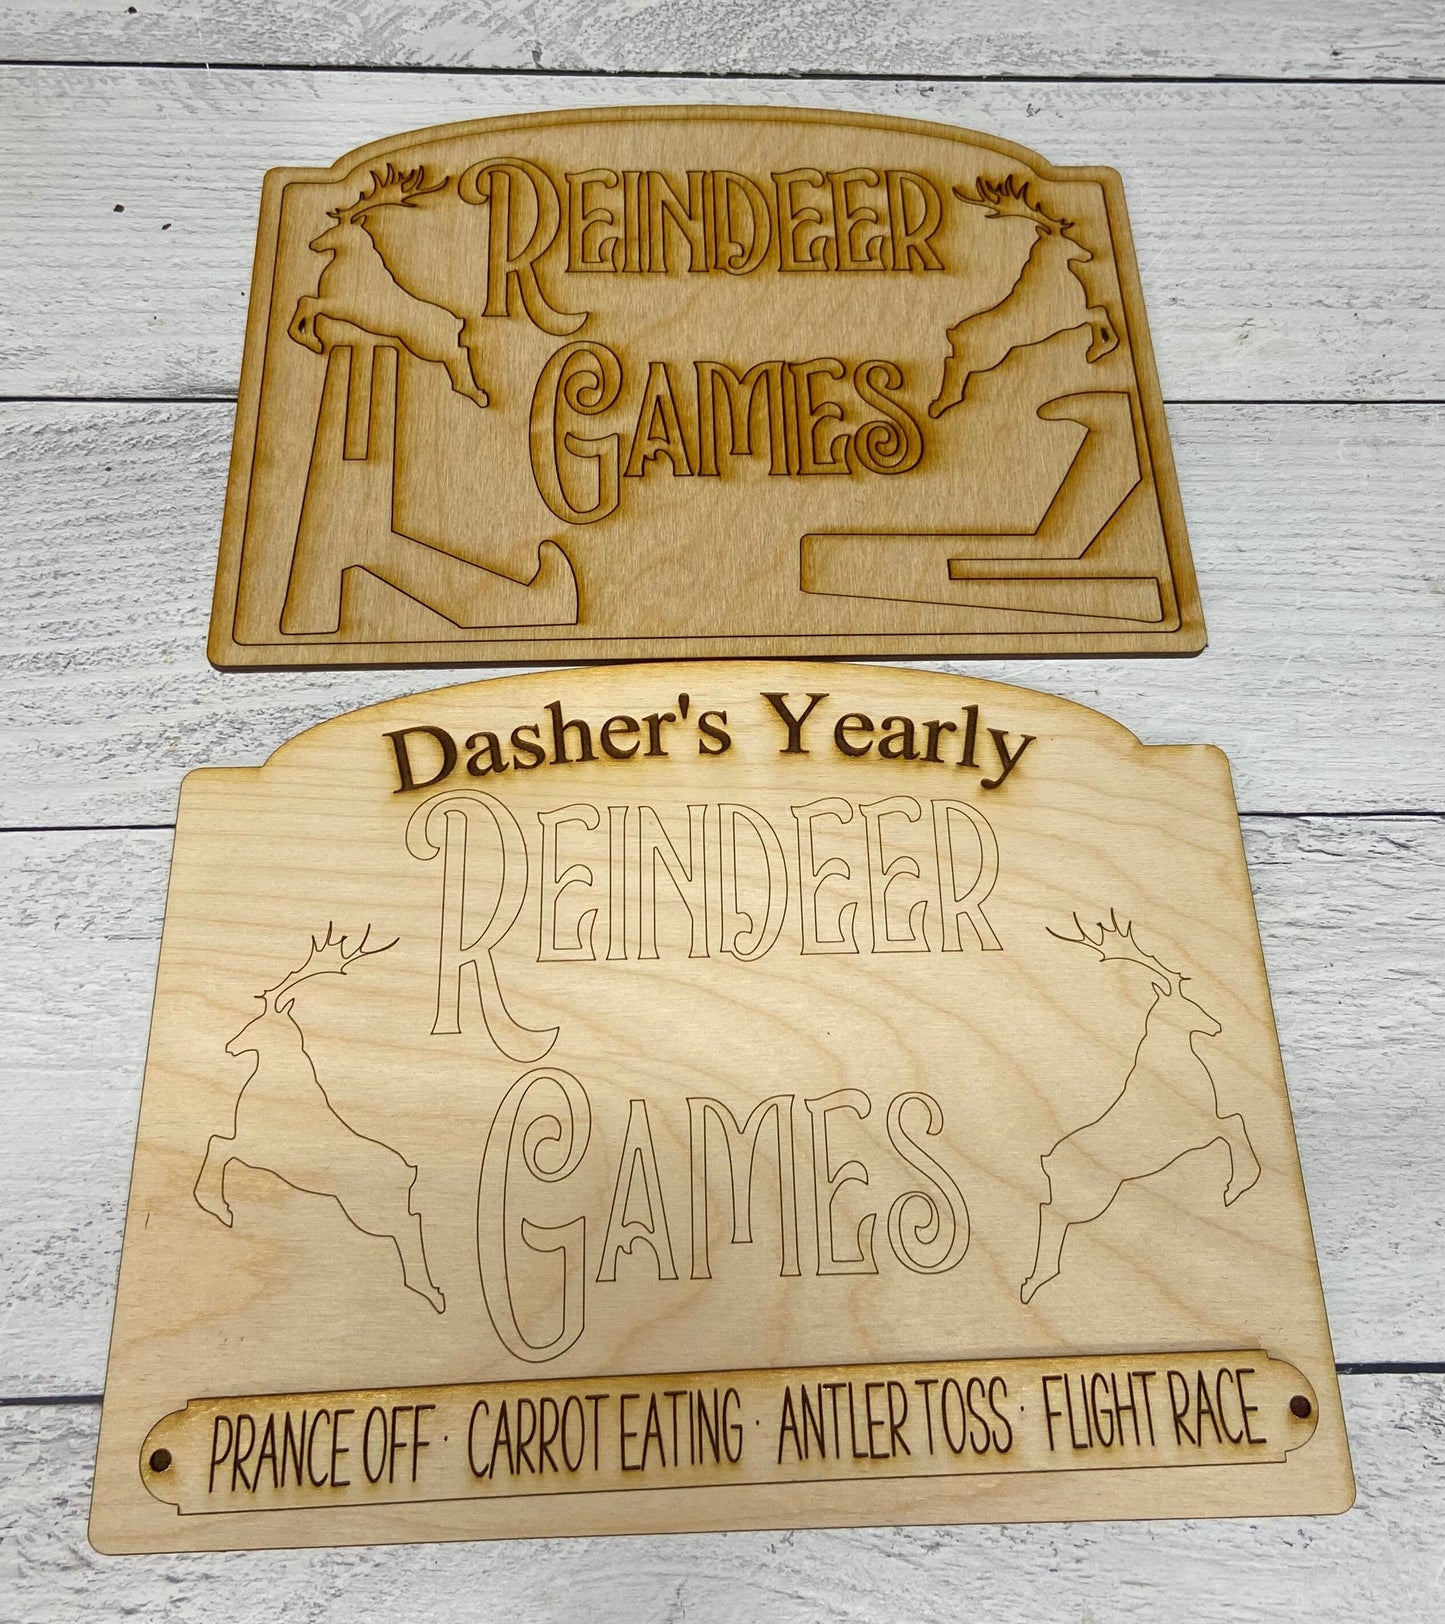 REINDEER
GAMES
Dasher's Yearly
REINDEER
GAMES
PRANCE OFF · CARROT EATING · ANTLER TOSS · FLIGHT RACE